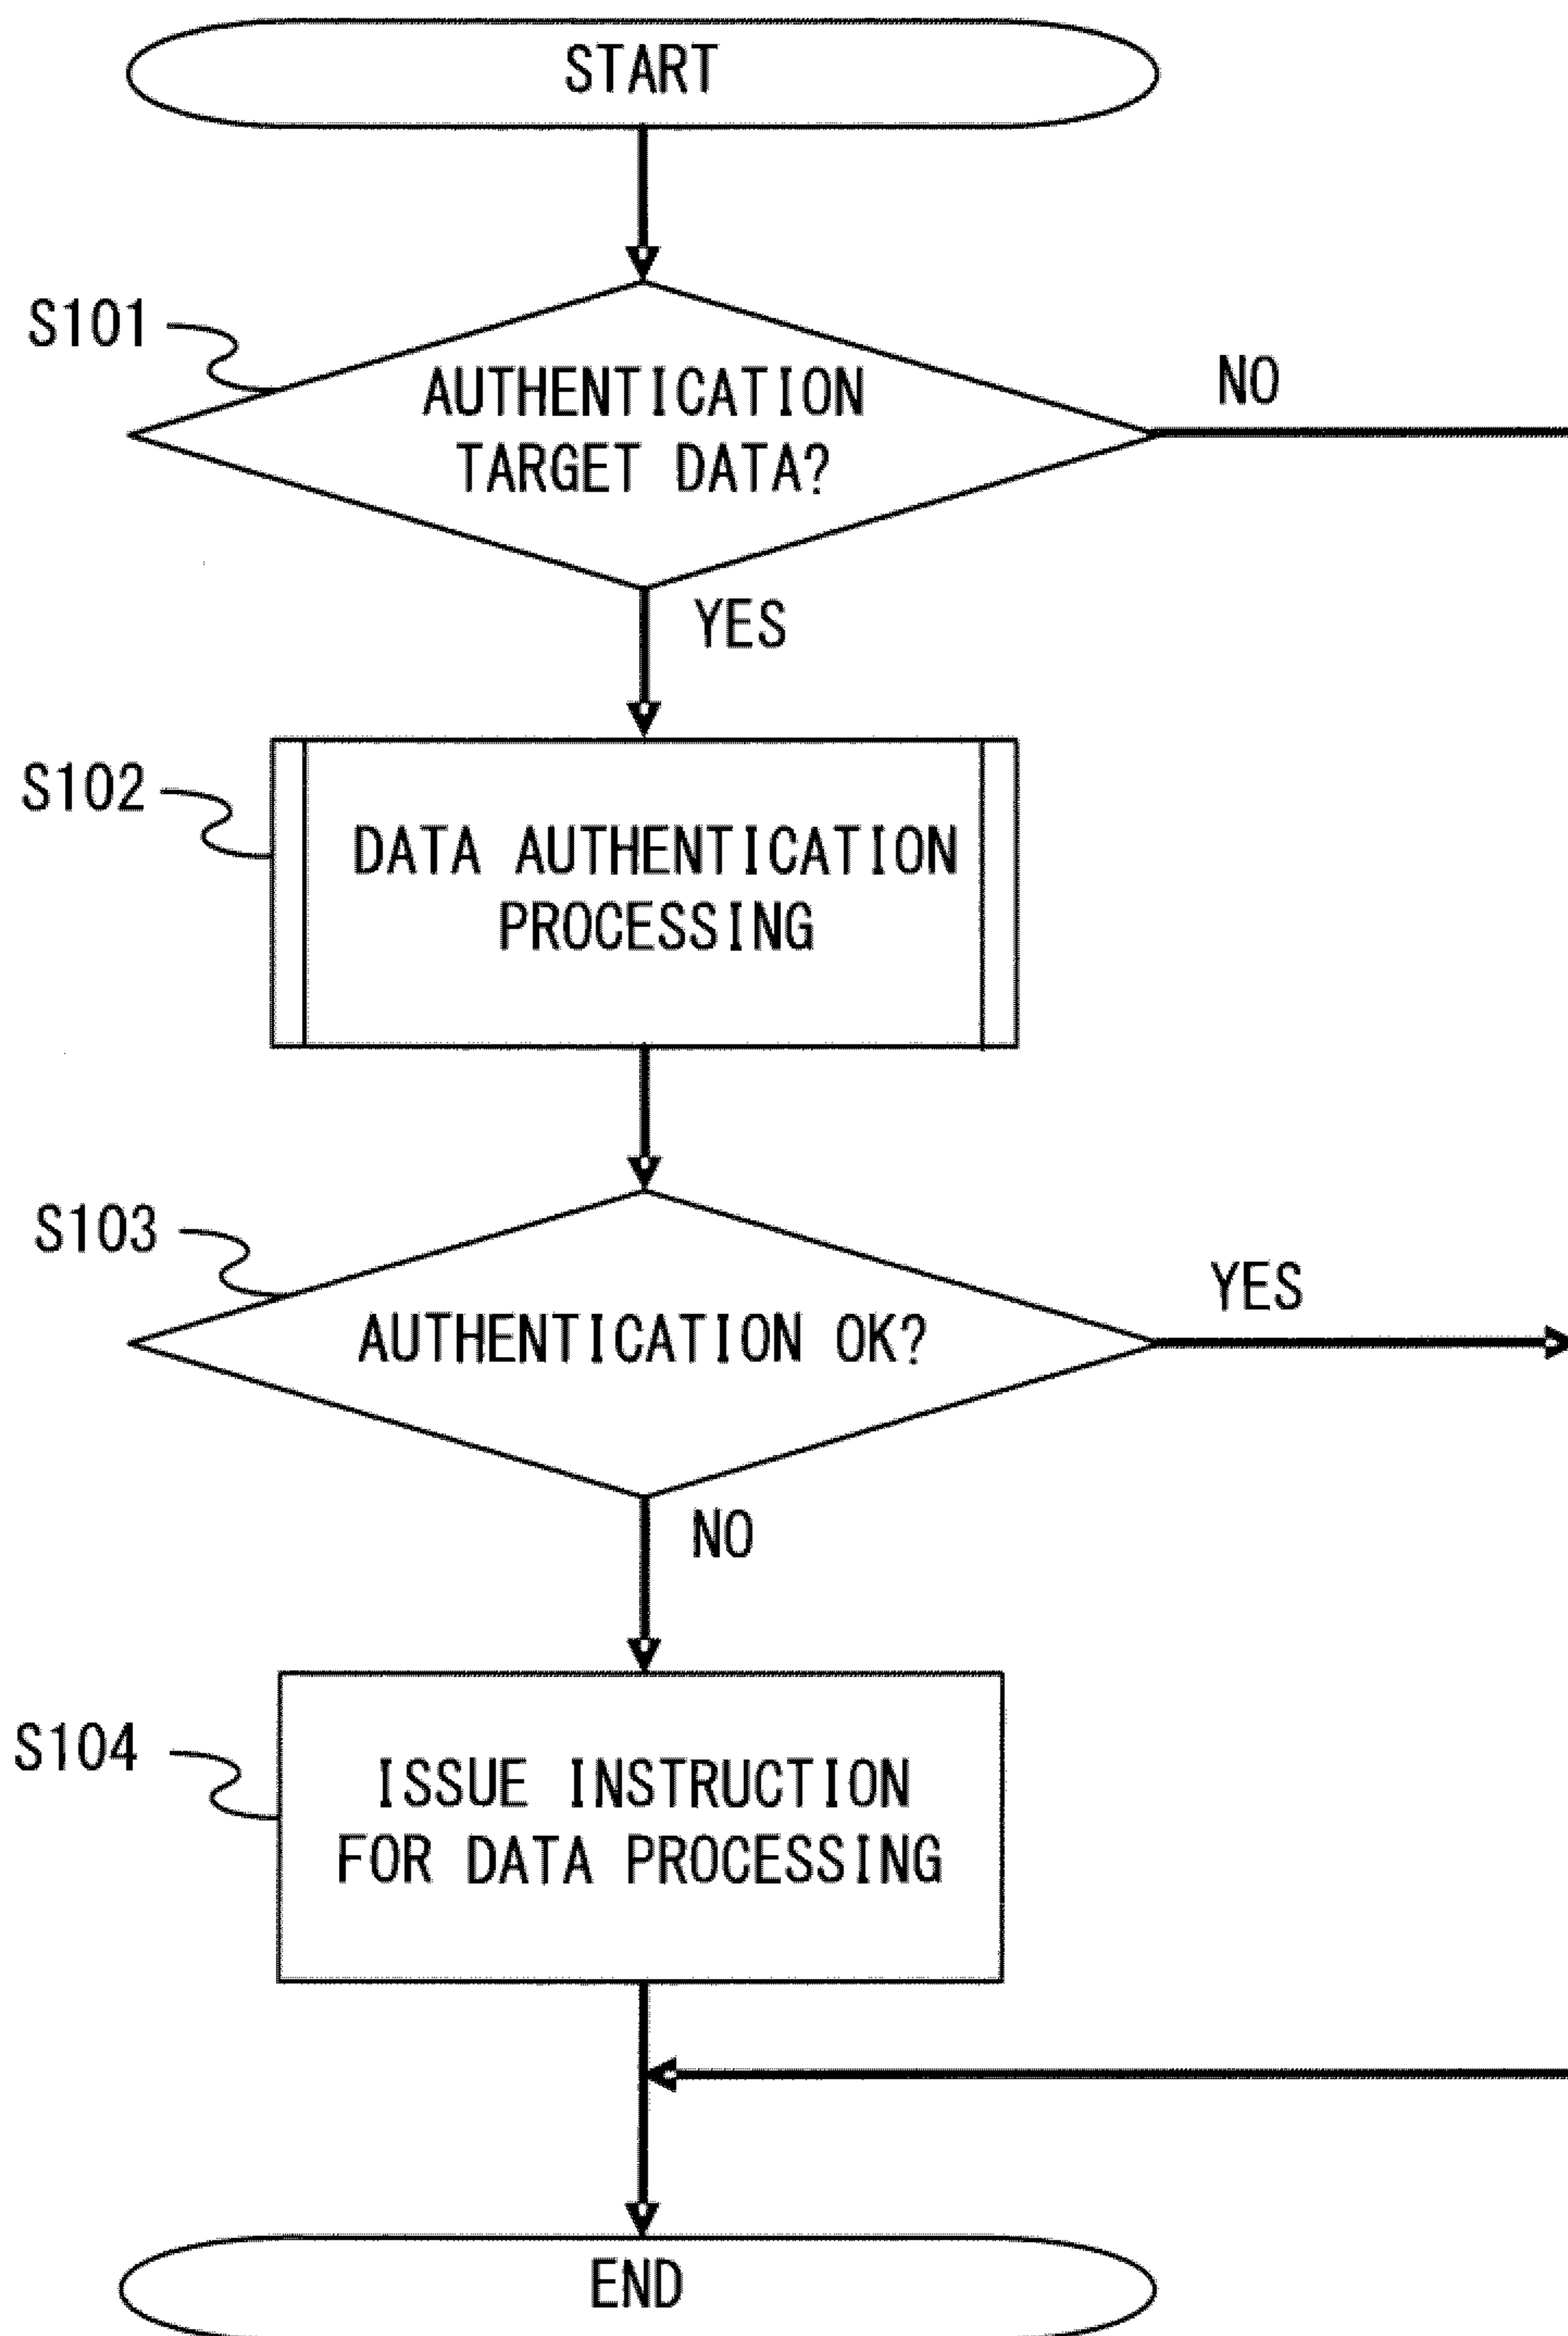 START
S101
AUTHENTICATION
TARGET DATA?
NO
YES
S102
DATA AUTHENTICATION
PROCESSING
S103
AUTHENTICATION OK?
YES
NO
S104
ISSUE INSTRUCTION
FOR DATA PROCESSING
END